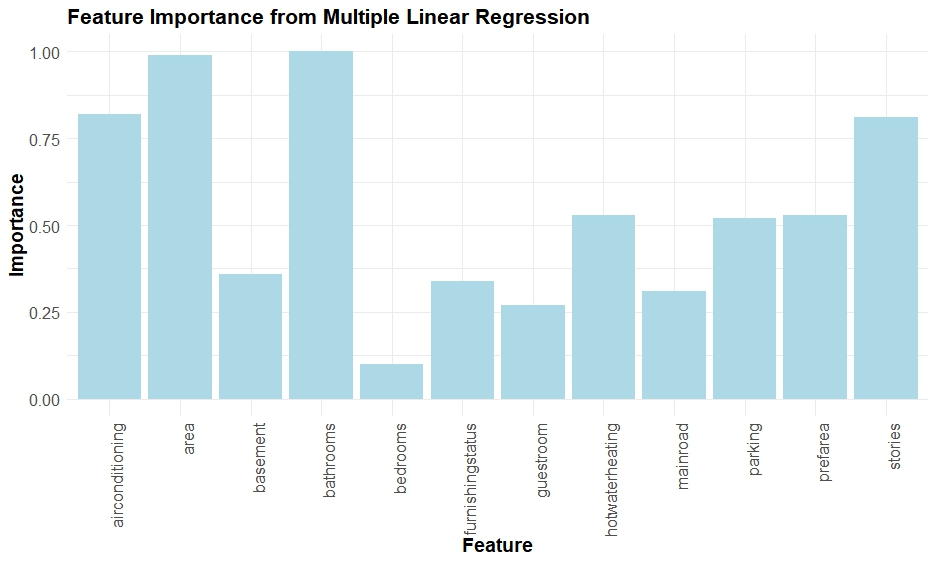 Feature Importance from Multiple Linear Regression
Importance
1.00
0.75
0.50
0.25
0.00
airconditioning
area
basement
bathrooms
bedrooms
furnishingstatus
guestroom
hotwaterheating
mainroad
parking
prefarea
stories
Feature